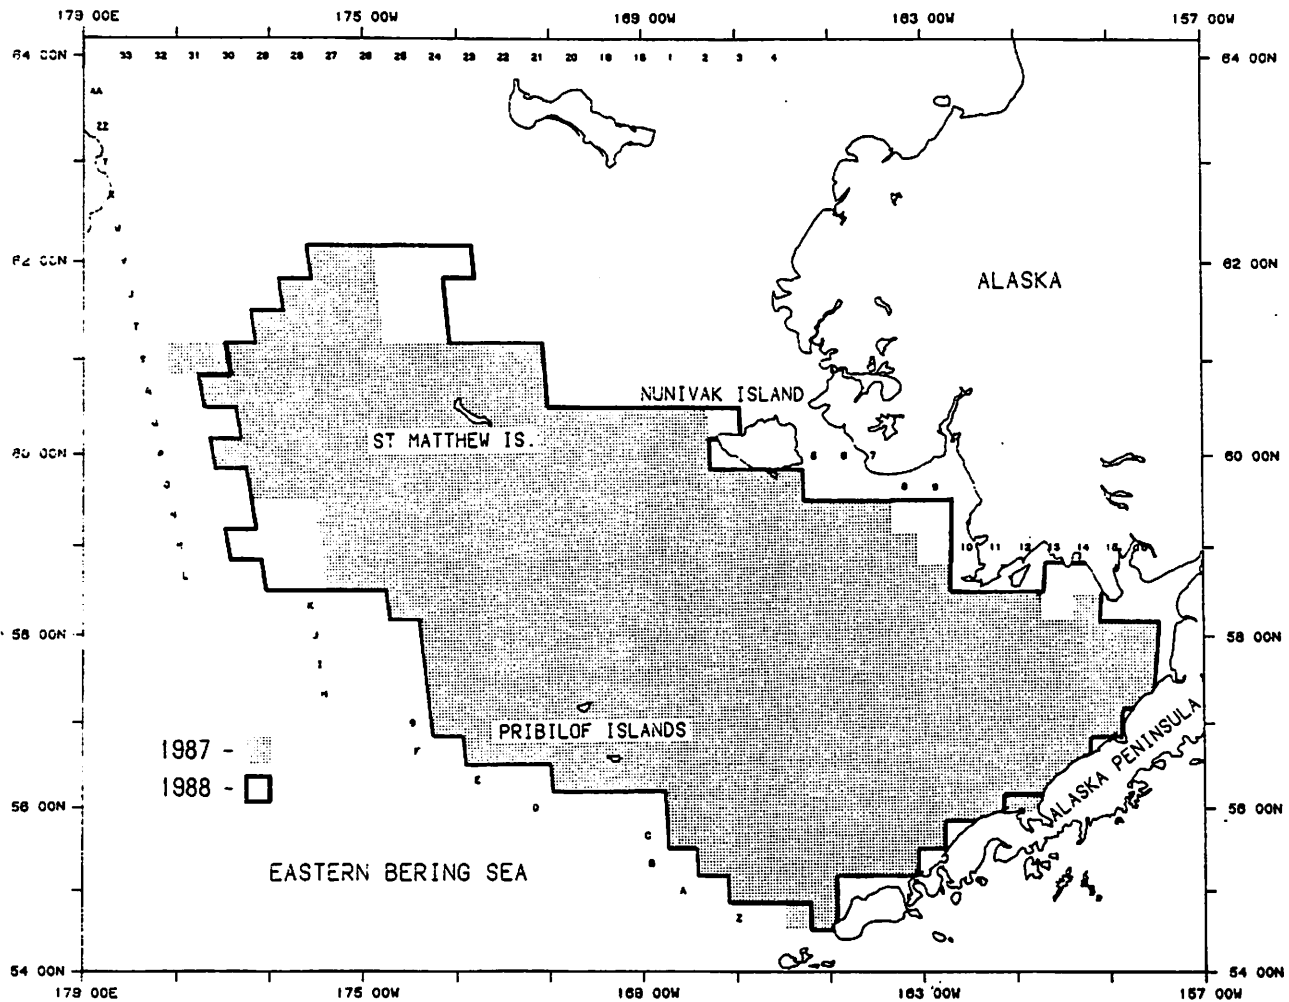 179 00E 175 00W 169 00W 163 00W 157 00W
33 32 31 30 29 28 27 26 25 24 23 22 21 20 19 18 1 2 3 4
64 00N
AA
ZZ
62 00N
ALASKA
NUNIVAK ISLAND
ST MATTHEW IS.
5 6 7
60 00N
8 9
10 11 12 13 14 15 16
L
K
J
I
H
58 00N
G
F
E
D
C
B
A
Z
PRIBILOF ISLANDS
1987 -
1988 -
ALASKA PENINSULA
56 00N
EASTERN BERING SEA
54 00N
64 00N
62 00N
60 00N
58 00N
56 00N
54 00N
179 00E 175 00W 169 00W 163 00W 157 00W